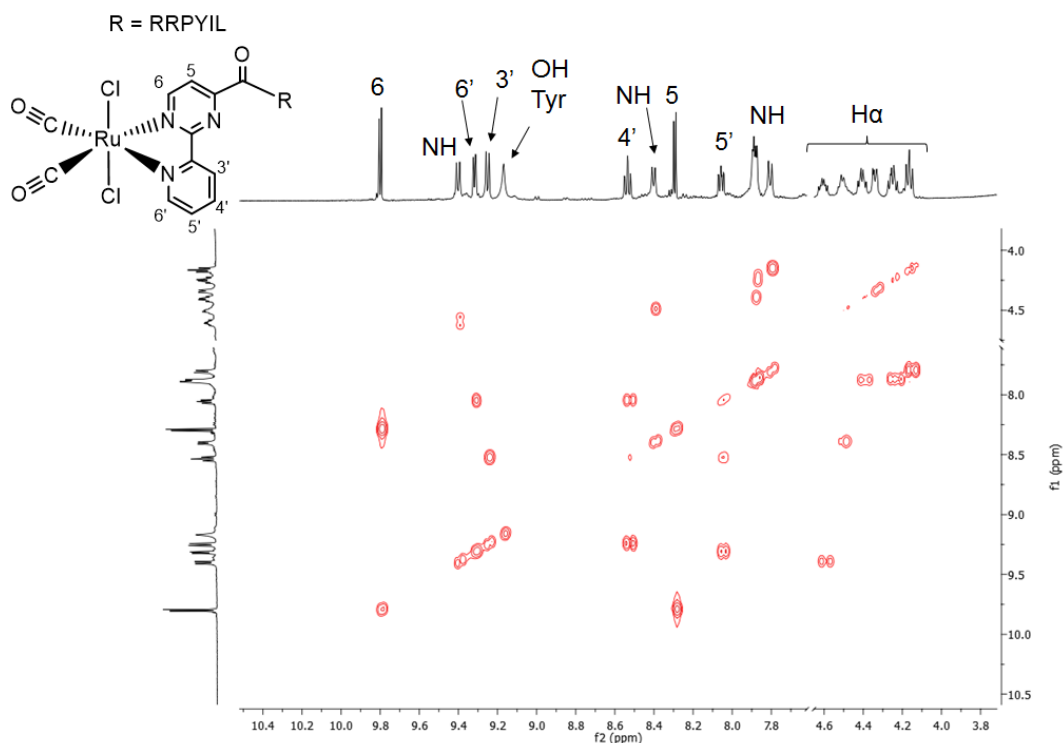 R = RRPYIL
O
Cl
6
5
R
C
O
N
N
Ru
N
C
O
Cl
3'
4'
5'
6'
6
NH
6’
3’
OH
Tyr
4’
NH
5
5’
NH
Hα
4.0
4.5
8.0
8.5
9.0
9.5
10.0
10.5
f1 (ppm)
10.4 10.2 10.0 9.8 9.6 9.4 9.2 9.0 8.8 8.6 8.4 8.2 8.0 7.8 4.6 4.4 4.2 4.0 3.8
f2 (ppm)